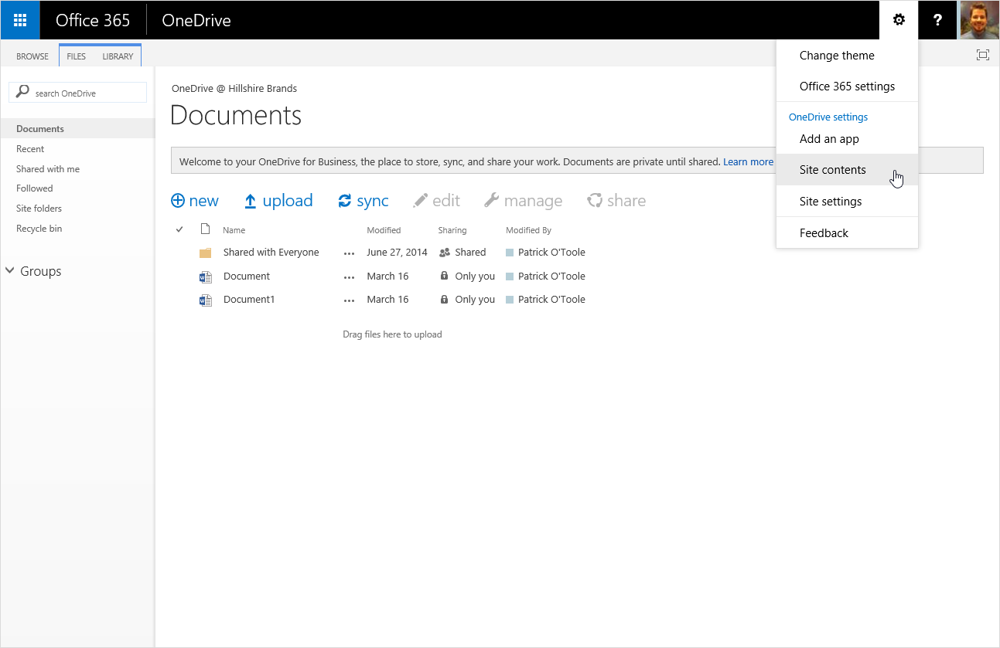 Office 365 OneDrive ?
BROWSE FILES LIBRARY
search OneDrive
Documents
Recent
Shared with me
Followed
Site folders
Recycle bin
Groups
OneDrive @ Hillshire Brands
Documents
Welcome to your OneDrive for Business, the place to store, sync, and share your work. Documents are private until shared. Learn more
new upload sync edit manage share
Name Modified Sharing Modified By
Shared with Everyone ... June 27, 2014 Shared Patrick O'Toole
Document ... March 16 Only you Patrick O'Toole
Document1 ... March 16 Only you Patrick O'Toole
Drag files here to upload
Change theme
Office 365 settings
OneDrive settings
Add an app
Site contents
Site settings
Feedback